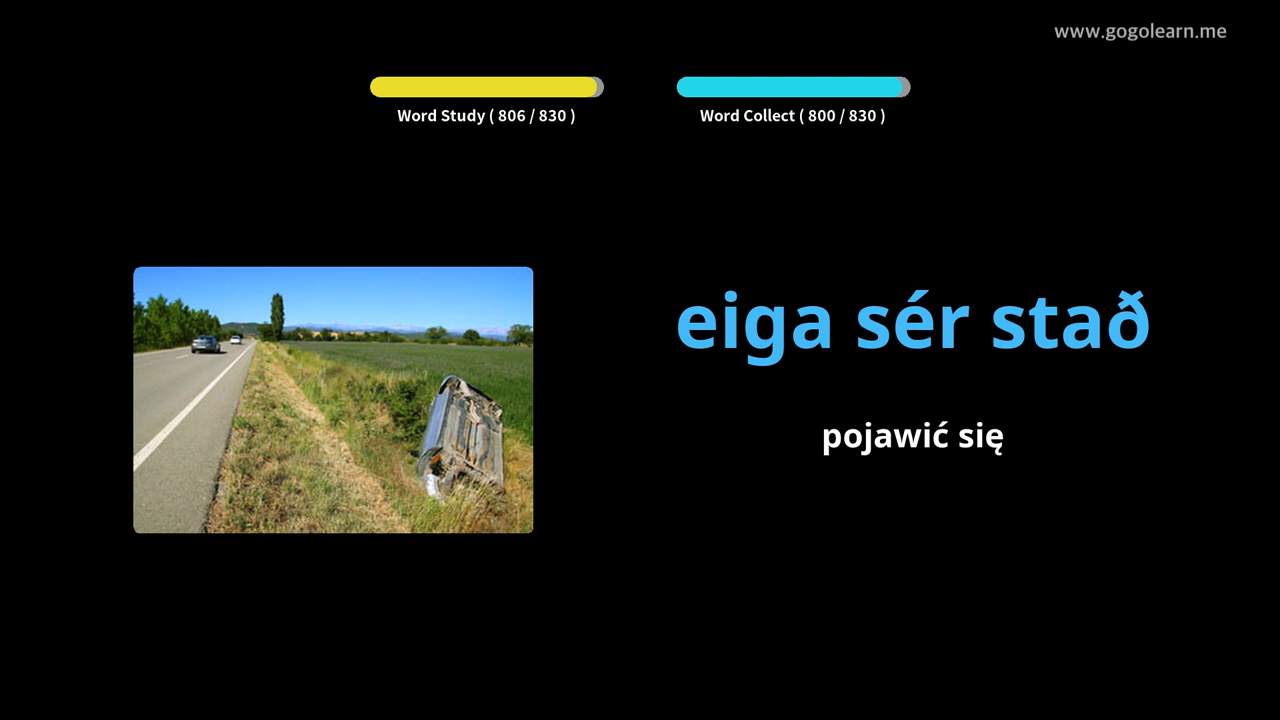 www.gogolearn.me
Word Study ( 806 / 830 )
Word Collect ( 800 / 830 )
eiga sér stað
pojawić się